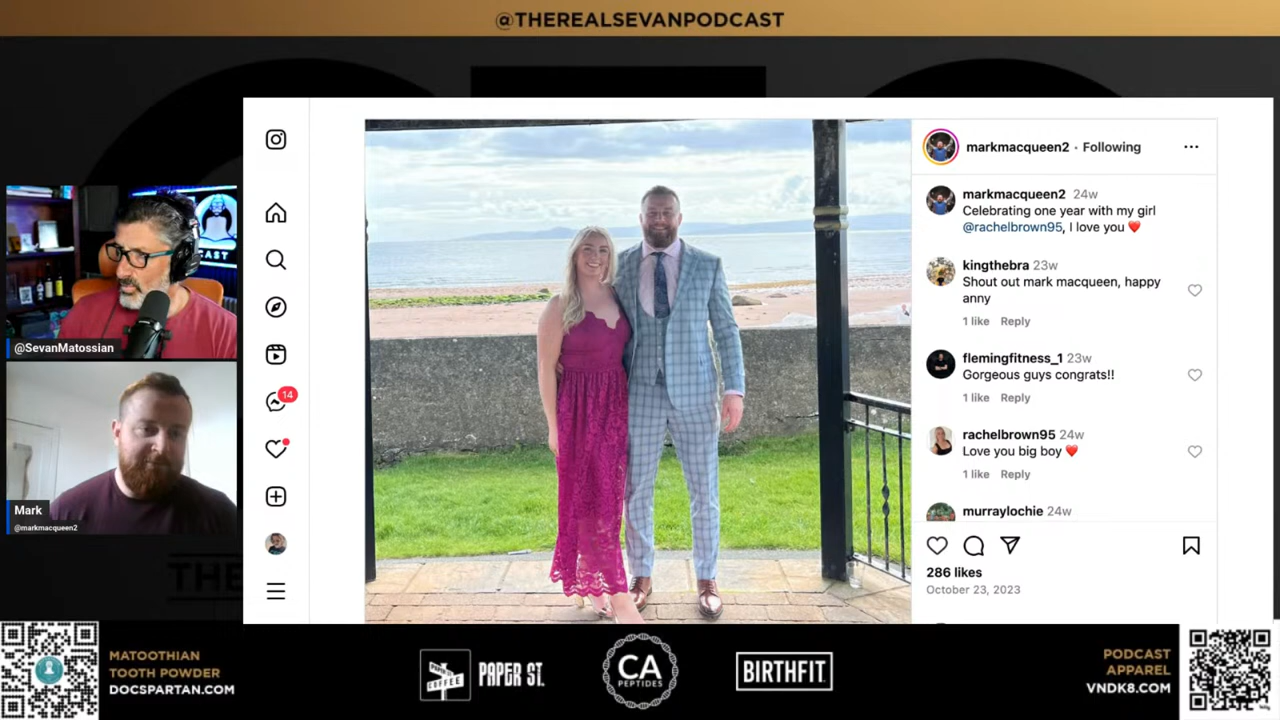 @THEREALSEVANPODCAST
CAST
@SevanMatossian
Mark
@markmacqueen2
14
markmacqueen2 · Following
markmacqueen2 24w
Celebrating one year with my girl
@rachelbrown95, I love you ❤️
kingthebra 23w
Shout out mark macqueen, happy
anny
1 like Reply
flemingfitness_1 23w
Gorgeous guys congrats!!
1 like Reply
rachelbrown95 24w
Love you big boy ❤️
1 like Reply
murraylochie 24w
286 likes
October 23, 2023
THE
MATOOTHIAN
TOOTH POWDER
DOCSPARTAN.COM
COFFEE
PAPER ST.
CA
PEPTIDES
BIRTHFIT
PODCAST
APPAREL
VNDK8.COM